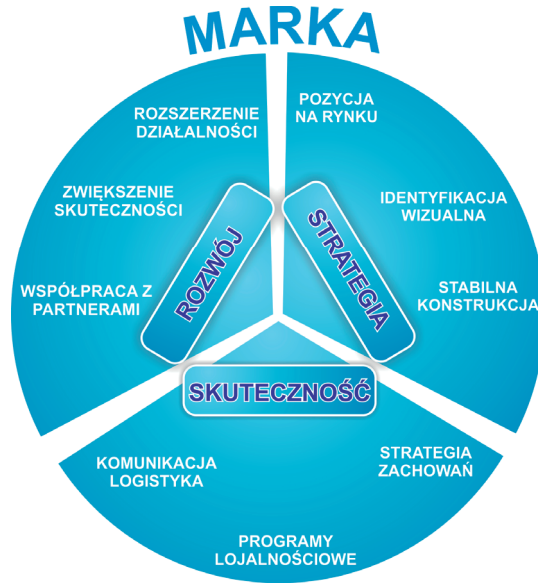 MARKA
ROZSZERZENIE
DZIAŁALNOŚCI
ZWIĘKSZENIE
SKUTECZNOŚCI
WSPÓŁPRACA Z
PARTNERAMI
ROZWÓJ
POZYCJA
NA RYNKU
IDENTYFIKACJA
WIZUALNA
STABILNA
KONSTRUKCJA
STRATEGIA
SKUTECZNOŚĆ
KOMUNIKACJA
LOGISTYKA
STRATEGIA
ZACHOWAŃ
PROGRAMY
LOJALNOŚCIOWE